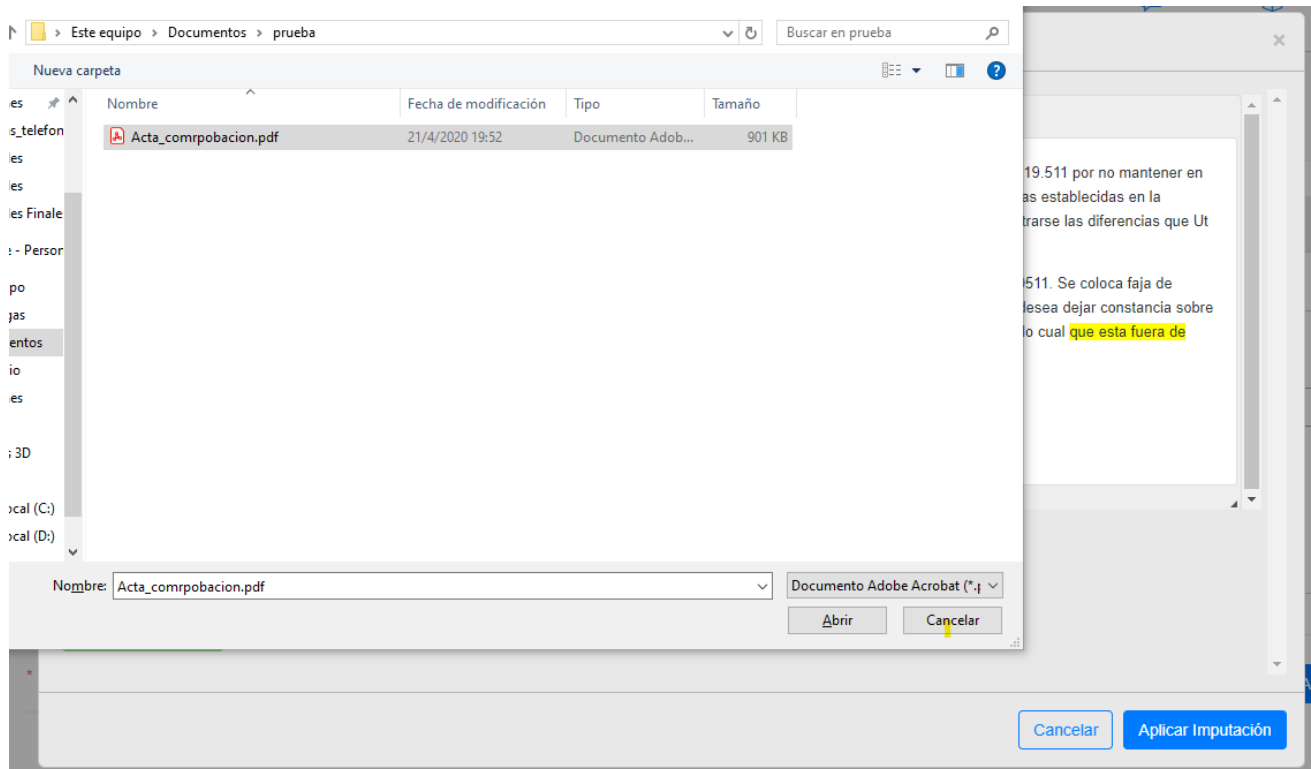 Este equipo > Documentos > prueba
Buscar en prueba
Nueva carpeta
?
Nombre Fecha de modificación Tipo Tamaño
Acta_comrpobacion.pdf 21/4/2020 19:52 Documento Adob... 901 KB
es
s_telefon
les
les
les Finale
e - Person
po
gas
entos
io
es
s 3D
ocal (C:)
ocal (D:)
19.511 por no mantener en
as establecidas en la
trarse las diferencias que Ut
9511. Se coloca faja de
desea dejar constancia sobre
lo cual que esta fuera de
Nombre: Acta_comrpobacion.pdf
Documento Adobe Acrobat (*.p
Abrir Cancelar
*
Cancelar Aplicar Imputación